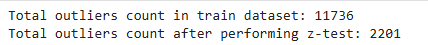 Total outliers count in train dataset: 11736
Total outliers count after performing z-test: 2201